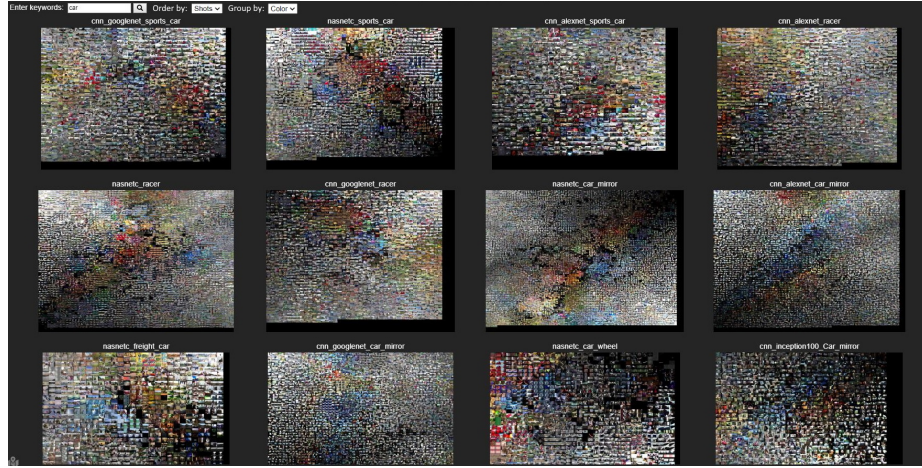 Enter keywords: car Order by: Shots Group by: Color
cnn_googlenet_sports_car nasnetc_sports_car cnn_alexnet_sports_car cnn_alexnet_racer
nasnetc_racer cnn_googlenet_racer nasnetc_car_mirror cnn_alexnet_car_mirror
nasnetc_freight_car cnn_googlenet_car_mirror nasnetc_car_wheel cnn_inception100_Car_mirror